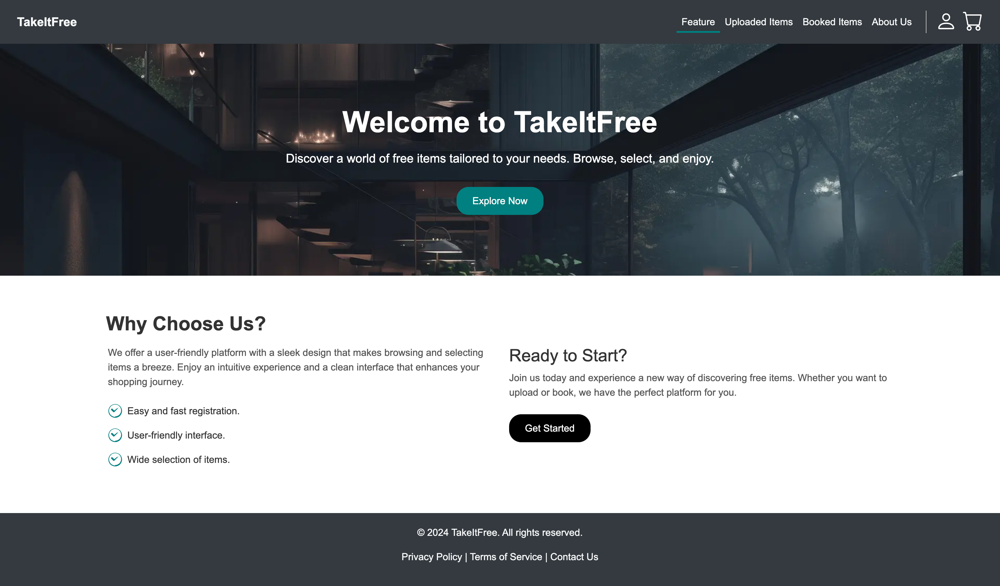 TakeItFree
Feature Uploaded Items Booked Items About Us
Welcome to TakeItFree
Discover a world of free items tailored to your needs. Browse, select, and enjoy.
Explore Now
Why Choose Us?
We offer a user-friendly platform with a sleek design that makes browsing and selecting
items a breeze. Enjoy an intuitive experience and a clean interface that enhances your
shopping journey.
Easy and fast registration.
User-friendly interface.
Wide selection of items.
Ready to Start?
Join us today and experience a new way of discovering free items. Whether you want to
upload or book, we have the perfect platform for you.
Get Started
© 2024 TakeItFree. All rights reserved.
Privacy Policy | Terms of Service | Contact Us